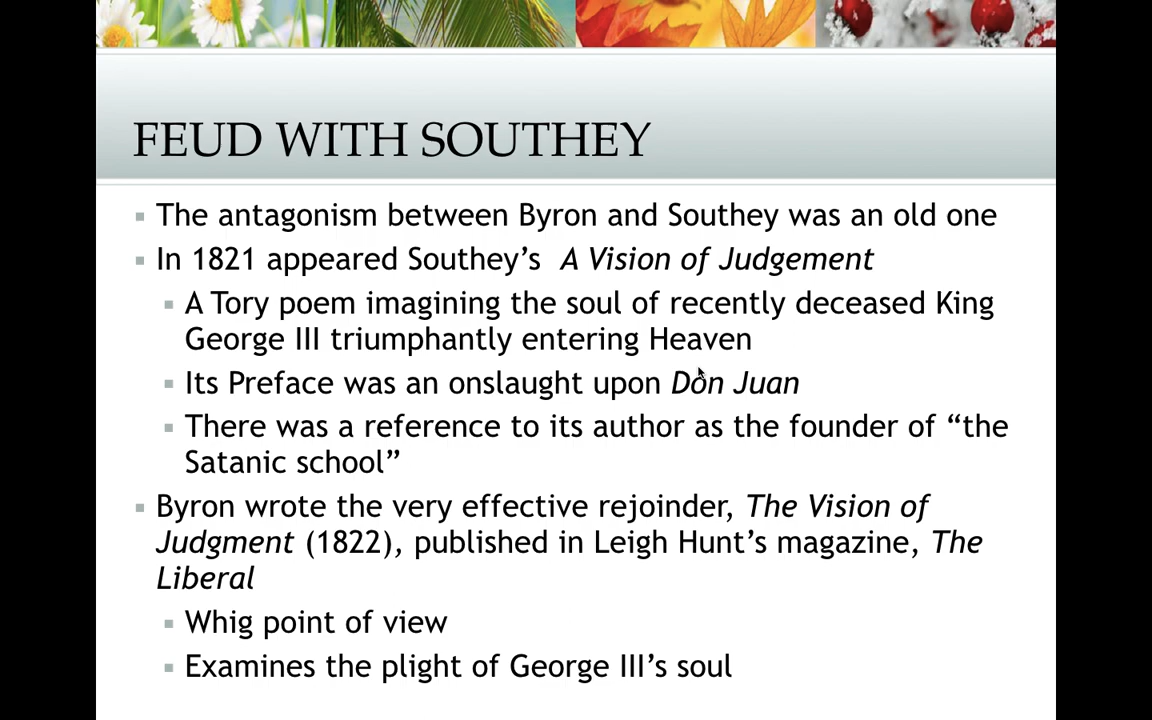 FEUD WITH SOUTHEY
▪ The antagonism between Byron and Southey was an old one
▪ In 1821 appeared Southey’s A Vision of Judgement
▪ A Tory poem imagining the soul of recently deceased King
George III triumphantly entering Heaven
▪ Its Preface was an onslaught upon Don Juan
▪ There was a reference to its author as the founder of “the
Satanic school”
▪ Byron wrote the very effective rejoinder, The Vision of
Judgment (1822), published in Leigh Hunt’s magazine, The
Liberal
▪ Whig point of view
▪ Examines the plight of George III’s soul